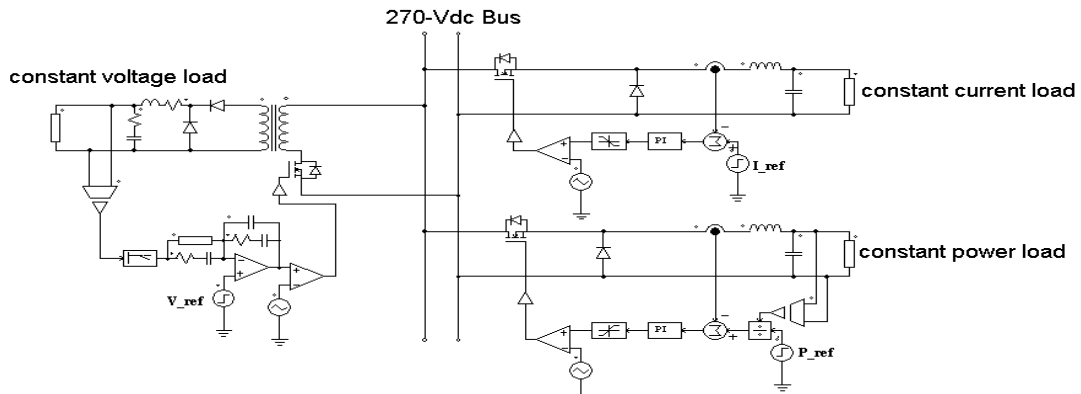 270-Vdc Bus
constant voltage load
constant current load
PI
Σ
I_ref
constant power load
V_ref
PI
Σ
÷
P_ref